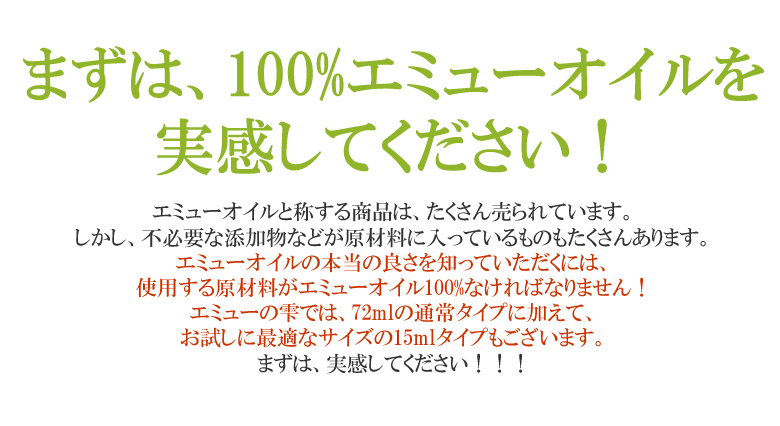 まずは、100%エミューオイルを
実感してください！
エミューオイルと称する商品は、たくさん売られています。
しかし、不必要な添加物などが原材料に入っているものもたくさんあります。
エミューオイルの本当の良さを知っていただくには、
使用する原材料がエミューオイル100%なければなりません！
エミューの雫では、72mlの通常タイプに加えて、
お試しに最適なサイズの15mlタイプもございます。
まずは、実感してください！！！